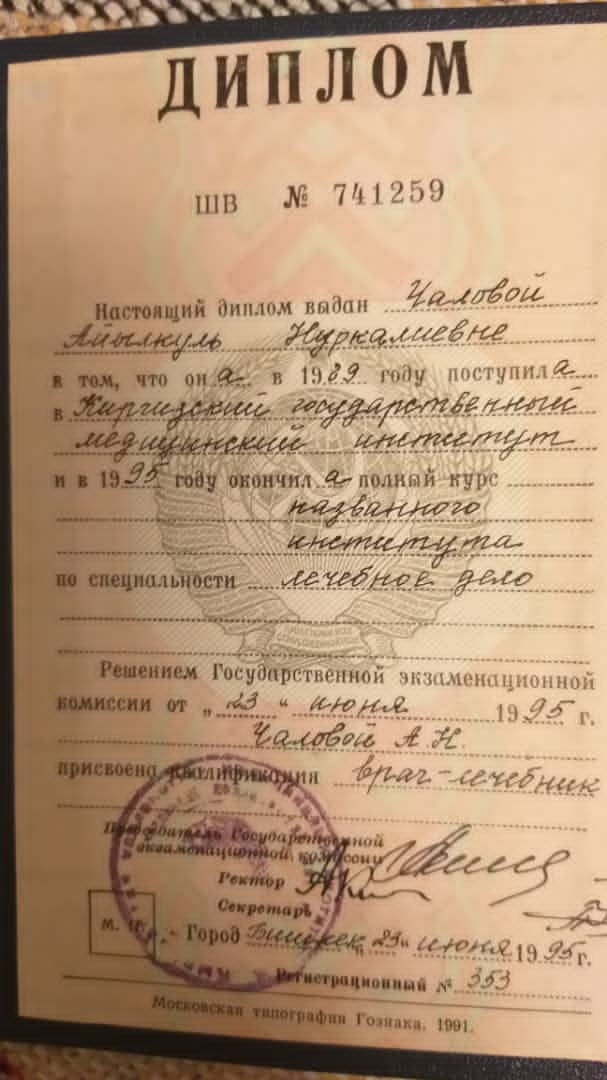 ДИПЛОМ
ШВ № 741259
Настоящий диплом выдан Чаловой
Айылкуль Нуркалиевне
в том, что он а в 1989 году поступил а
в Киргизский государственный
медицинский институт
и в 1995 году окончил а полный курс
названного
института
по специальности лечебное дело
Решением Государственной экзаменационной
комиссии от „23“ июня 1995 г.
Чаловой А.Н.
присвоена квалификация врач-лечебник
Председатель Государственной
экзаменационной комиссии
Ректор
Секретарь
М. П.
Город Бишкек „23“ июня 1995 г.
Регистрационный № 353
Московская типография Гознака. 1991.